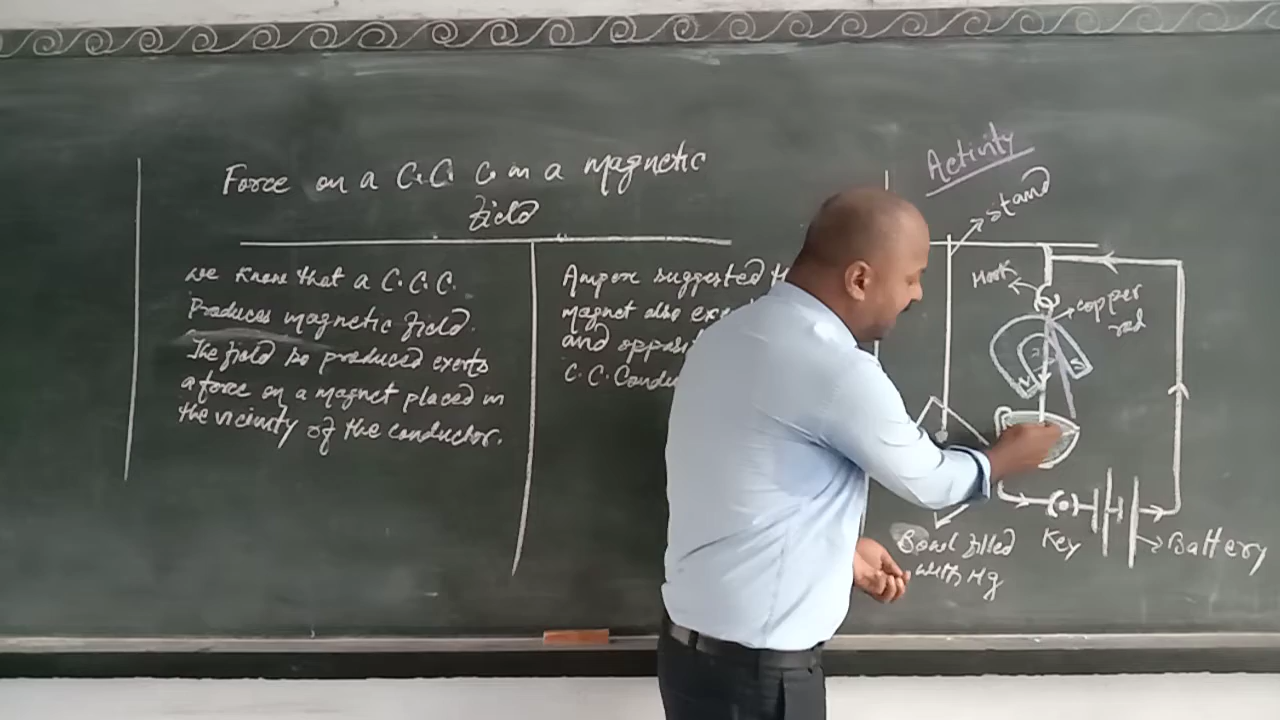 Force on a C.C. C. in a magnetic
field
we know that a C.C.C.
Produces magnetic field.
The field so produced exerts
a force on a magnet placed in
the vicinity of the conductor.
suggested
magnet also
and
C.C.
Activity
stand
Hook
copper
rod
N
S
Key
Battery
Bowl filled
with Hg